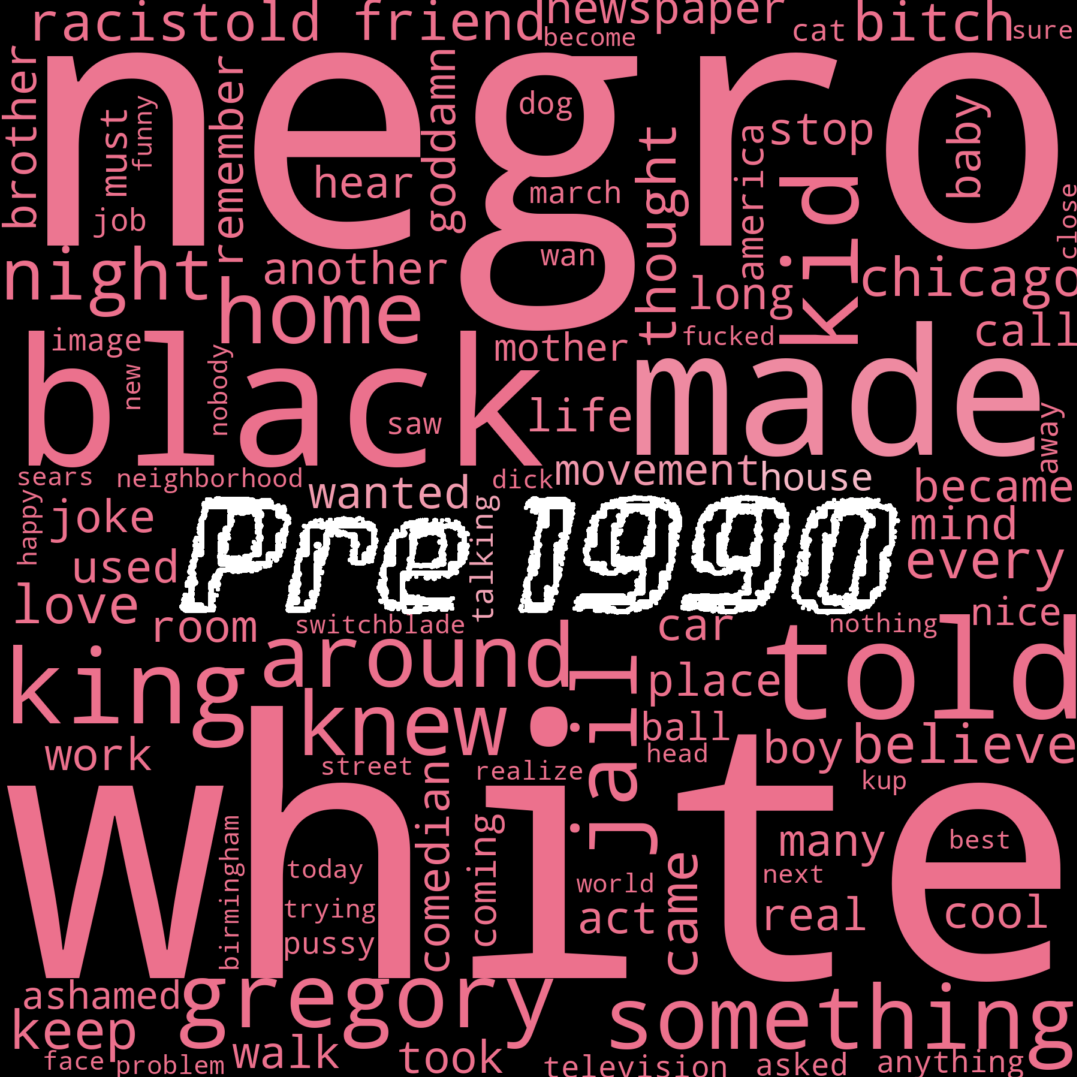 racist old friend newspaper cat bitch sure
become
negro
brother must funny remember goddamn dog thought america stop baby
hear march kid close
job
night another wan long chicago
home fucked call
image mother
black made
new nobody saw life away
sears neighborhood wanted dick movement house became
happy joke talking mind
Pre 1990
used every
love room switchblade car nothing nice
king around jail place told
knew ball boy believe
work street realize head kup
white
birmingham today comedian coming world came many next best
trying act real cool
pussy
ashamed gregory something
keep
face problem walk took television asked anything